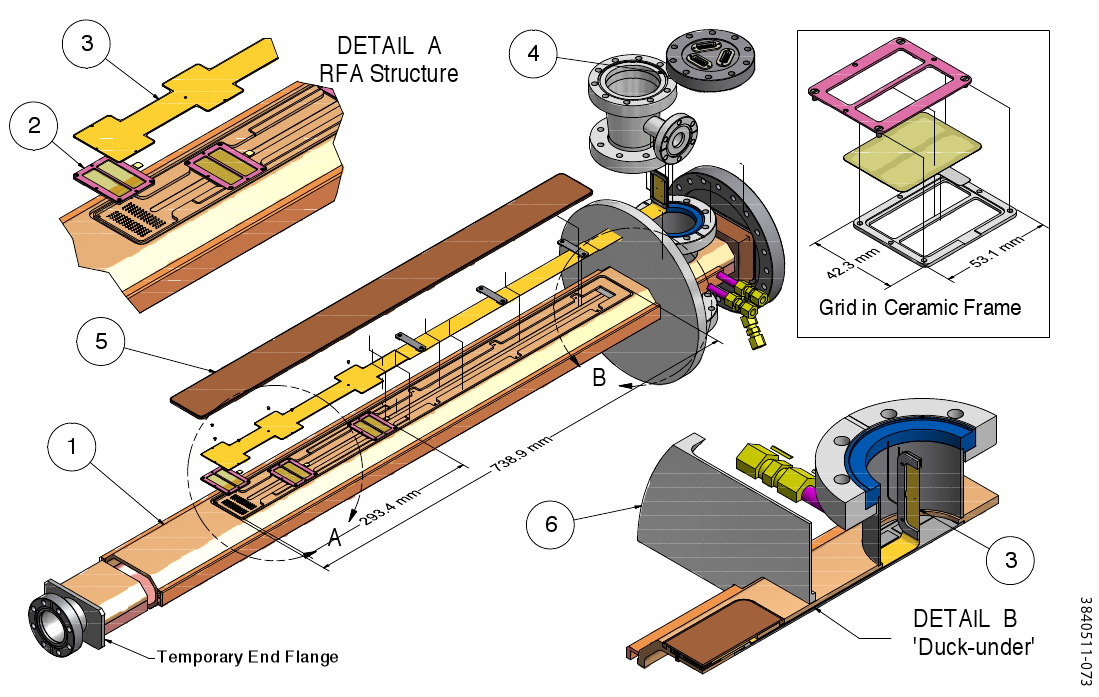 3
DETAIL A
RFA Structure
2
4
42.3 mm
53.1 mm
Grid in Ceramic Frame
5
B
1
738.9 mm
293.4 mm
A
6
3
DETAIL B
'Duck-under'
Temporary End Flange
3840511-073